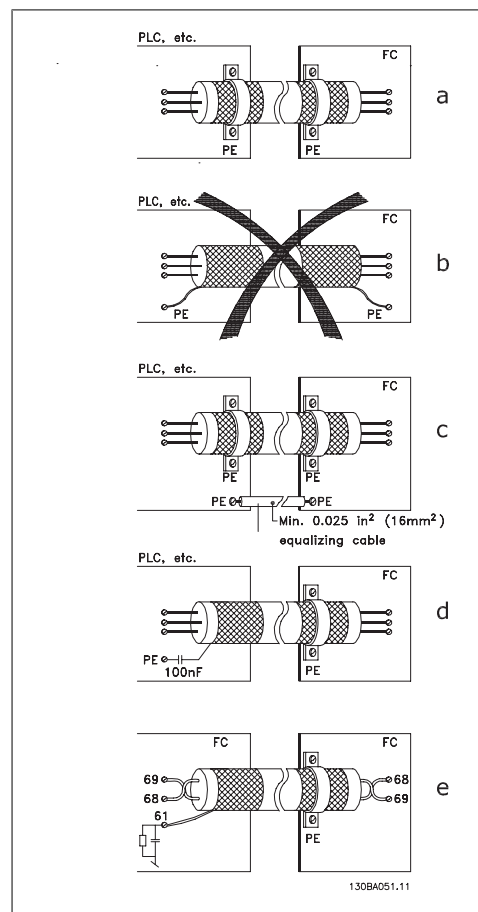 PLC, etc.
FC
a
PE
PE
PLC, etc.
FC
b
PE
PE
PLC, etc.
FC
c
PE
PE
PE
PE
Min. 0.025 in² (16mm²)
equalizing cable
PLC, etc.
FC
d
PE
100nF
PE
FC
FC
69
68
68
69
e
61
PE
130BA051.11